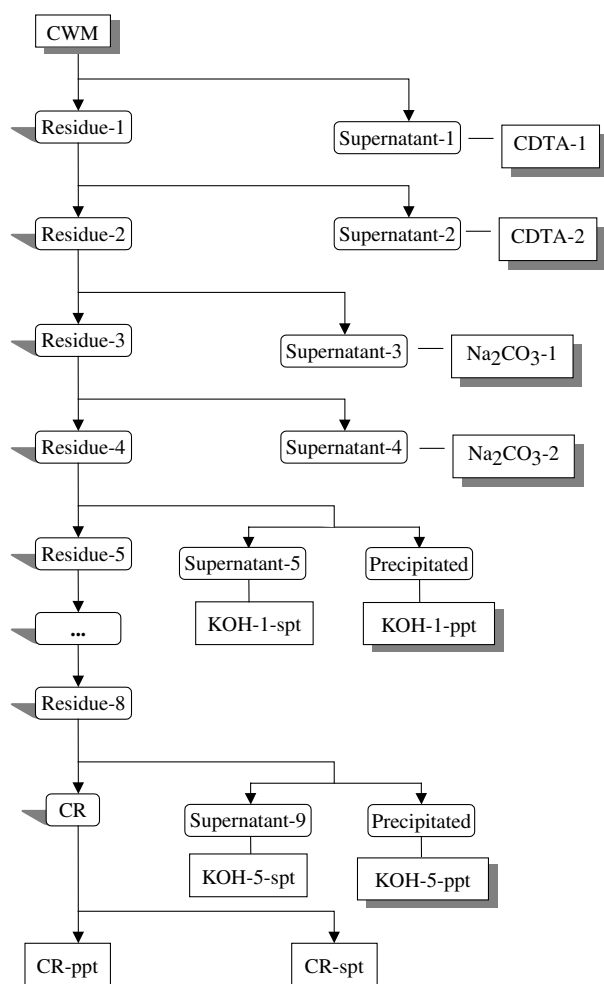 CWM
Residue-1
Supernatant-1
CDTA-1
Residue-2
Supernatant-2
CDTA-2
Residue-3
Supernatant-3
Na₂CO₃-1
Residue-4
Supernatant-4
Na₂CO₃-2
Residue-5
Supernatant-5
Precipitated
...
KOH-1-spt
KOH-1-ppt
Residue-8
CR
Supernatant-9
Precipitated
KOH-5-spt
KOH-5-ppt
CR-ppt
CR-spt